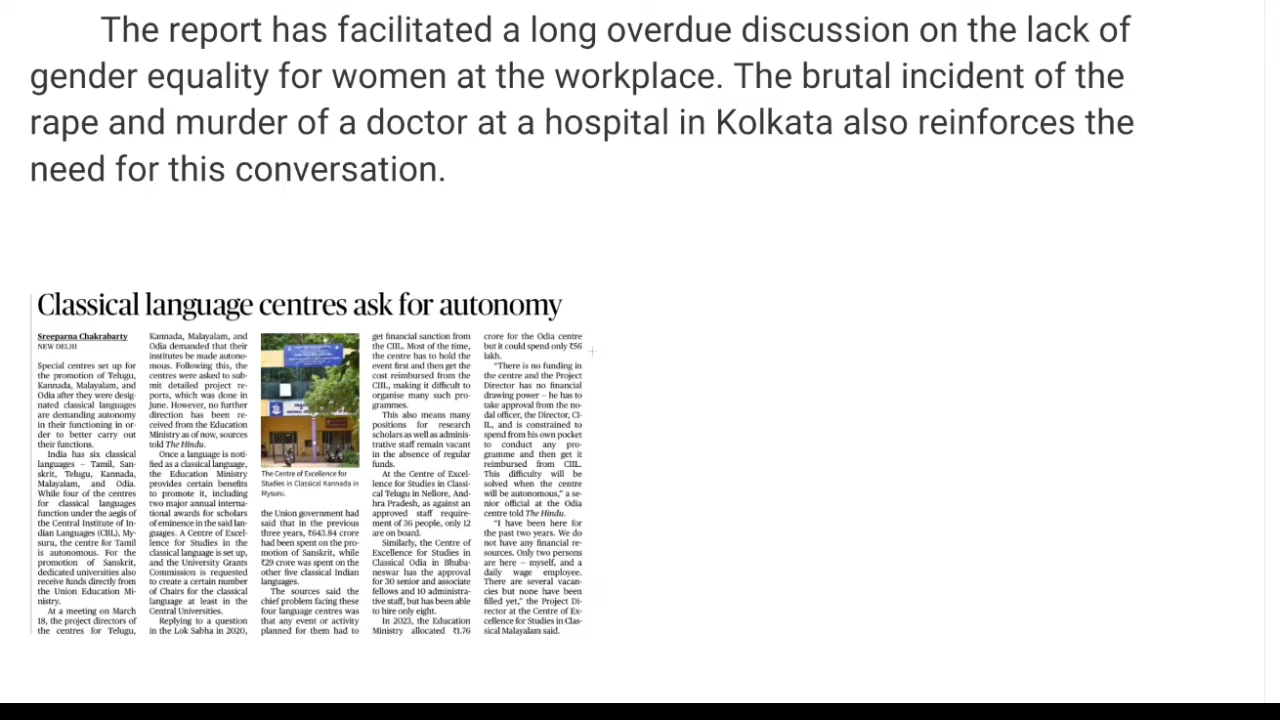 The report has facilitated a long overdue discussion on the lack of
gender equality for women at the workplace. The brutal incident of the
rape and murder of a doctor at a hospital in Kolkata also reinforces the
need for this conversation.
Classical language centres ask for autonomy
Sreeparna Chakrabarty
NEW DELHI
Special centres set up for
the promotion of Telugu,
Kannada, Malayalam, and
Odia after they were desig-
nated classical languages
are demanding autonomy
in their functioning in or-
der to better carry out
their functions.
India has six classical
languages – Tamil, San-
skrit, Telugu, Kannada,
Malayalam, and Odia.
While four of the centres
for classical languages
function under the aegis of
the Central Institute of In-
dian Languages (CIIL), My-
suru, the centre for Tamil
is autonomous. For the
promotion of Sanskrit,
dedicated universities also
receive funds directly from
the Union Education Mi-
nistry.
At a meeting on March
18, the project directors of
the centres for Telugu,
Kannada, Malayalam, and
Odia demanded that their
institutes be made autono-
mous. Following this, the
centres were asked to sub-
mit detailed project re-
ports, which was done in
June. However, no further
direction has been re-
ceived from the Education
Ministry as of now, sources
told The Hindu.
Once a language is noti-
fied as a classical language,
the Education Ministry
provides certain benefits
to promote it, including
two major annual interna-
tional awards for scholars
of eminence in the said lan-
guages. A Centre of Excel-
lence for Studies in the
classical language is set up,
and the University Grants
Commission is requested
to create a certain number
of Chairs for the classical
language at least in the
Central Universities.
Replying to a question
in the Lok Sabha in 2020,
The Centre of Excellence for
Studies in Classical Kannada in
Mysuru.
the Union government had
said that in the previous
three years, ₹643.84 crore
had been spent on the pro-
motion of Sanskrit, while
₹29 crore was spent on the
other five classical Indian
languages.
The sources said the
chief problem facing these
four language centres was
that any event or activity
planned for them had to
get financial sanction from
the CIIL. Most of the time,
the centre has to hold the
event first and then get the
cost reimbursed from the
CIIL, making it difficult to
organise many such pro-
grammes.
This also means many
positions for research
scholars as well as adminis-
trative staff remain vacant
in the absence of regular
funds.
At the Centre of Excel-
lence for Studies in Classi-
cal Telugu in Nellore, And-
hra Pradesh, as against an
approved staff require-
ment of 36 people, only 12
are on board.
Similarly, the Centre of
Excellence for Studies in
Classical Odia in Bhuba-
neswar has the approval
for 30 senior and associate
fellows and 10 administra-
tive staff, but has been able
to hire only eight.
In 2023, the Education
Ministry allocated ₹1.76
crore for the Odia centre
but it could spend only ₹56
lakh.
"There is no funding in
the centre and the Project
Director has no financial
drawing power – he has to
take approval from the no-
dal officer, the Director, CI-
IL, and is constrained to
spend from his own pocket
to conduct any pro-
gramme and then get it
reimbursed from CIIL.
This difficulty will be
solved when the centre
will be autonomous," a se-
nior official at the Odia
centre told The Hindu.
"I have been here for
the past two years. We do
not have any financial re-
sources. Only two persons
are here – myself, and a
daily wage employee.
There are several vacan-
cies but none have been
filled yet," the Project Di-
rector at the Centre of Ex-
cellence for Studies in Clas-
sical Malayalam said.